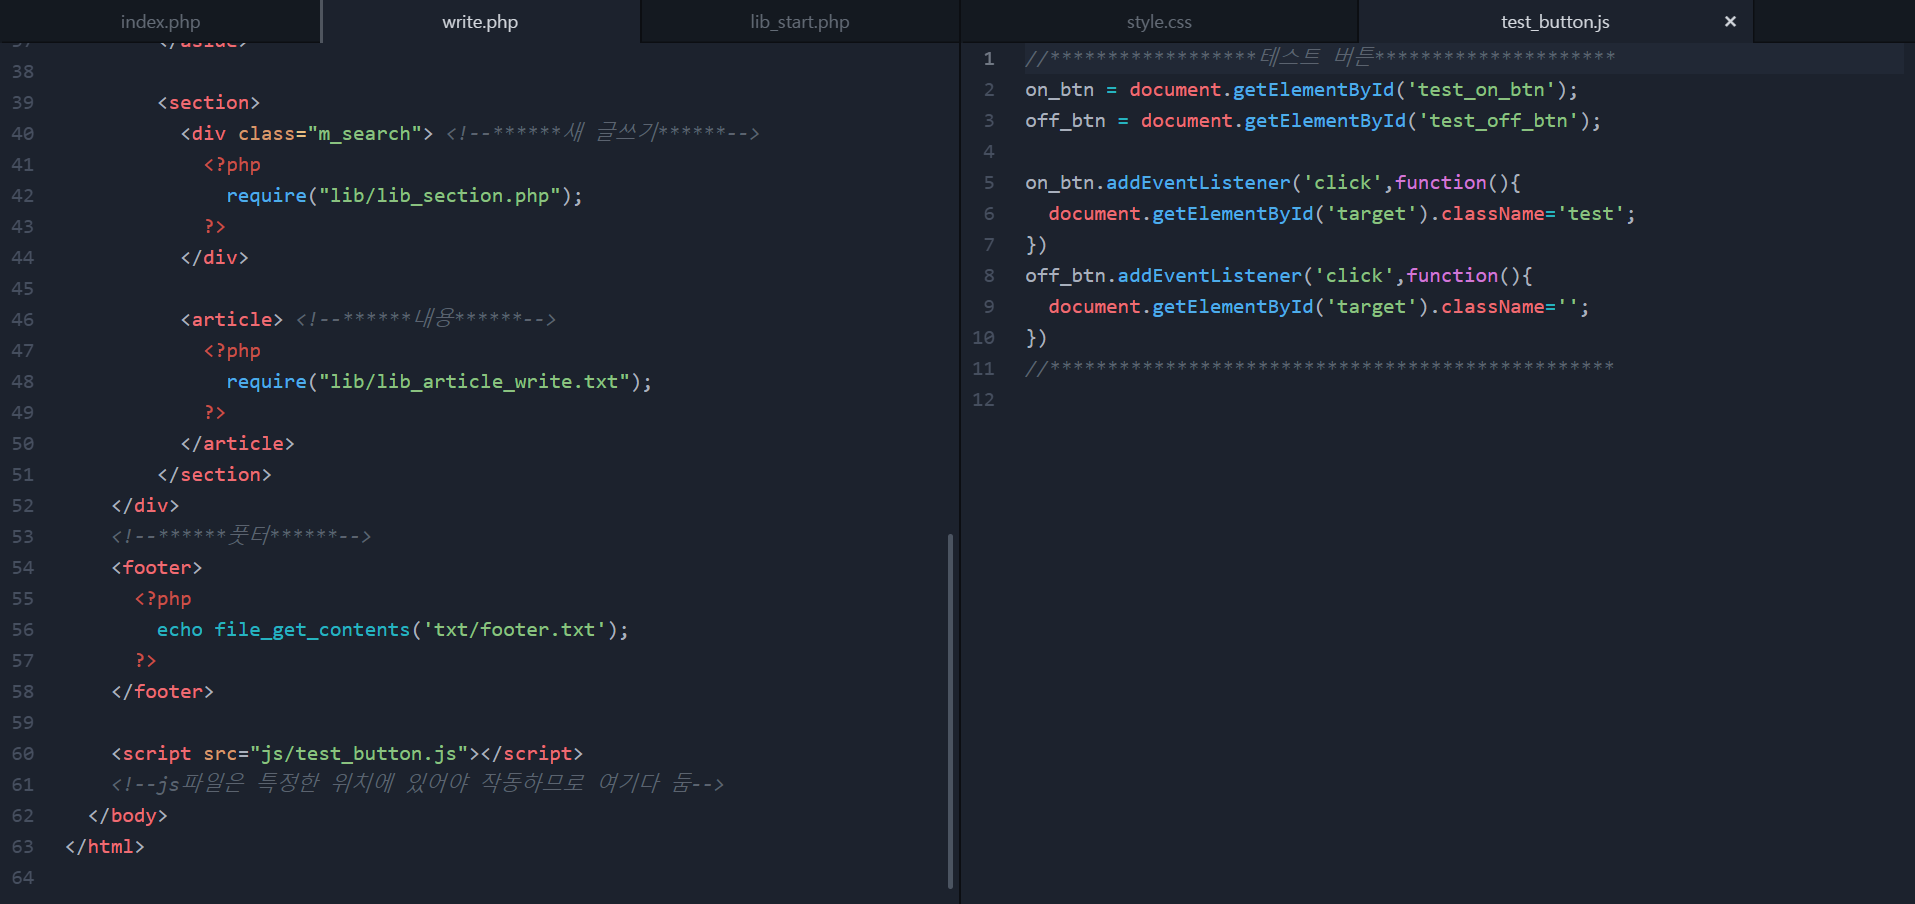 index.php
write.php
lib_start.php
37 </aside>
38
39 <section>
40 <div class="m_search"> <!--******새 글쓰기******-->
41 <?php
42 require("lib/lib_section.php");
43 ?>
44 </div>
45
46 <article> <!--******내용******-->
47 <?php
48 require("lib/lib_article_write.txt");
49 ?>
50 </article>
51 </section>
52 </div>
53 <!--******풋터******-->
54 <footer>
55 <?php
56 echo file_get_contents('txt/footer.txt');
57 ?>
58 </footer>
59
60 <script src="js/test_button.js"></script>
61 <!--js파일은 특정한 위치에 있어야 작동하므로 여기다 둠-->
62 </body>
63 </html>
64
style.css
test_button.js ×
1 //******************테스트 버튼*********************
2 on_btn = document.getElementById('test_on_btn');
3 off_btn = document.getElementById('test_off_btn');
4
5 on_btn.addEventListener('click',function(){
6 document.getElementById('target').className='test';
7 })
8 off_btn.addEventListener('click',function(){
9 document.getElementById('target').className='';
10 })
11 //*************************************************
12